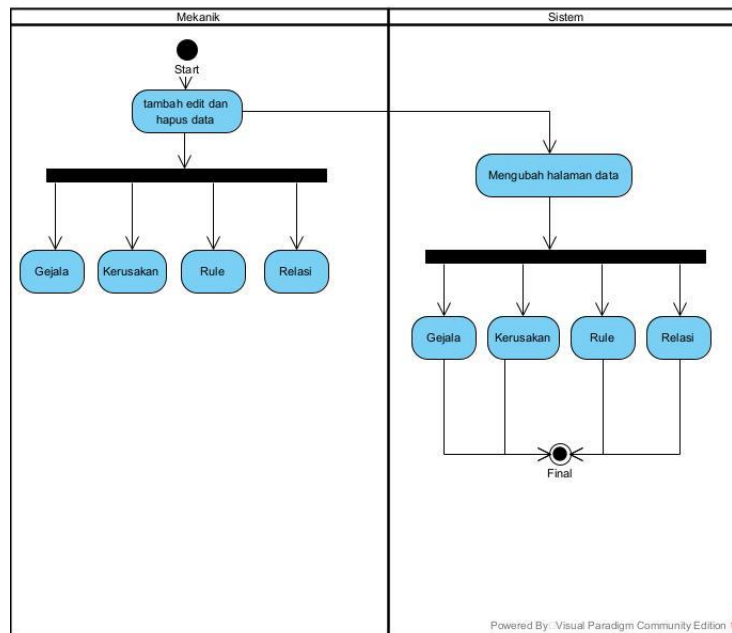 Mekanik
Sistem
Start
tambah edit dan
hapus data
Mengubah halaman data
Gejala
Kerusakan
Rule
Relasi
Gejala
Kerusakan
Rule
Relasi
Final
Powered By: Visual Paradigm Community Edition